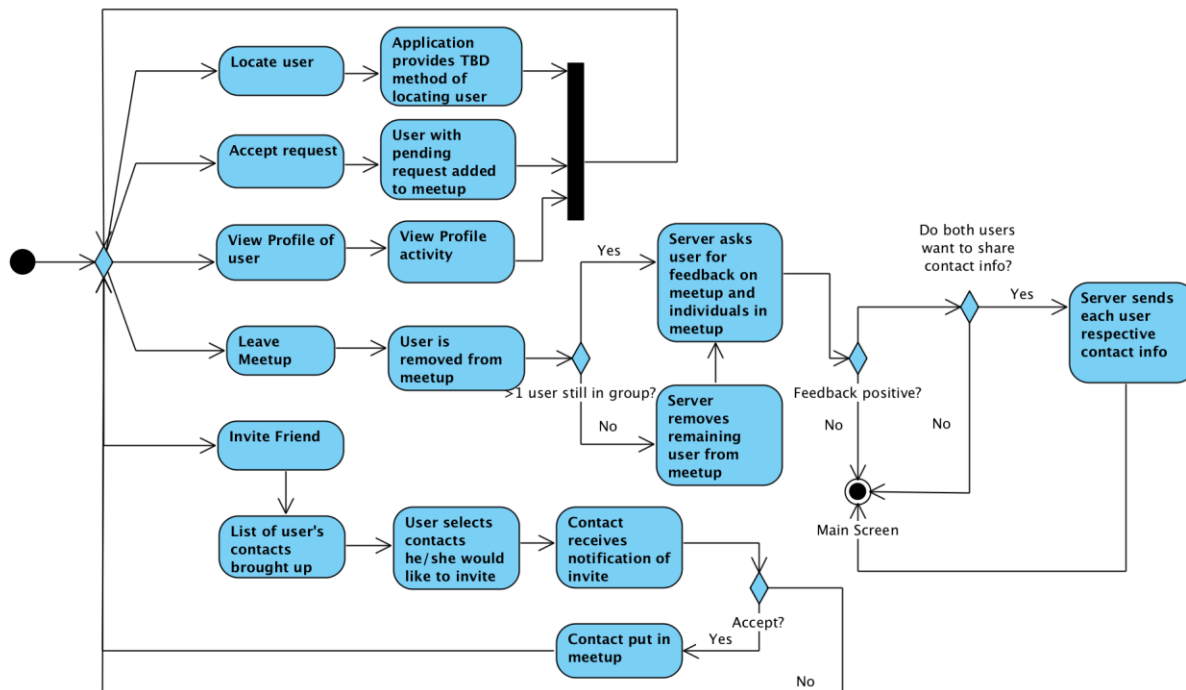 Locate user
Application
provides TBD
method of
locating user
Accept request
User with
pending
request added
to meetup
View Profile of
user
View Profile
activity
Yes
Server asks
user for
feedback on
meetup and
individuals in
meetup
Do both users
want to share
contact info?
Yes
Server sends
each user
respective
contact info
Leave
Meetup
User is
removed from
meetup
>1 user still in group?
No
Server
removes
remaining
user from
meetup
Feedback positive?
No
No
Main Screen
Invite Friend
List of user's
contacts
brought up
User selects
contacts
he/she would
like to invite
Contact
receives
notification of
invite
Accept?
Yes
Contact put in
meetup
No